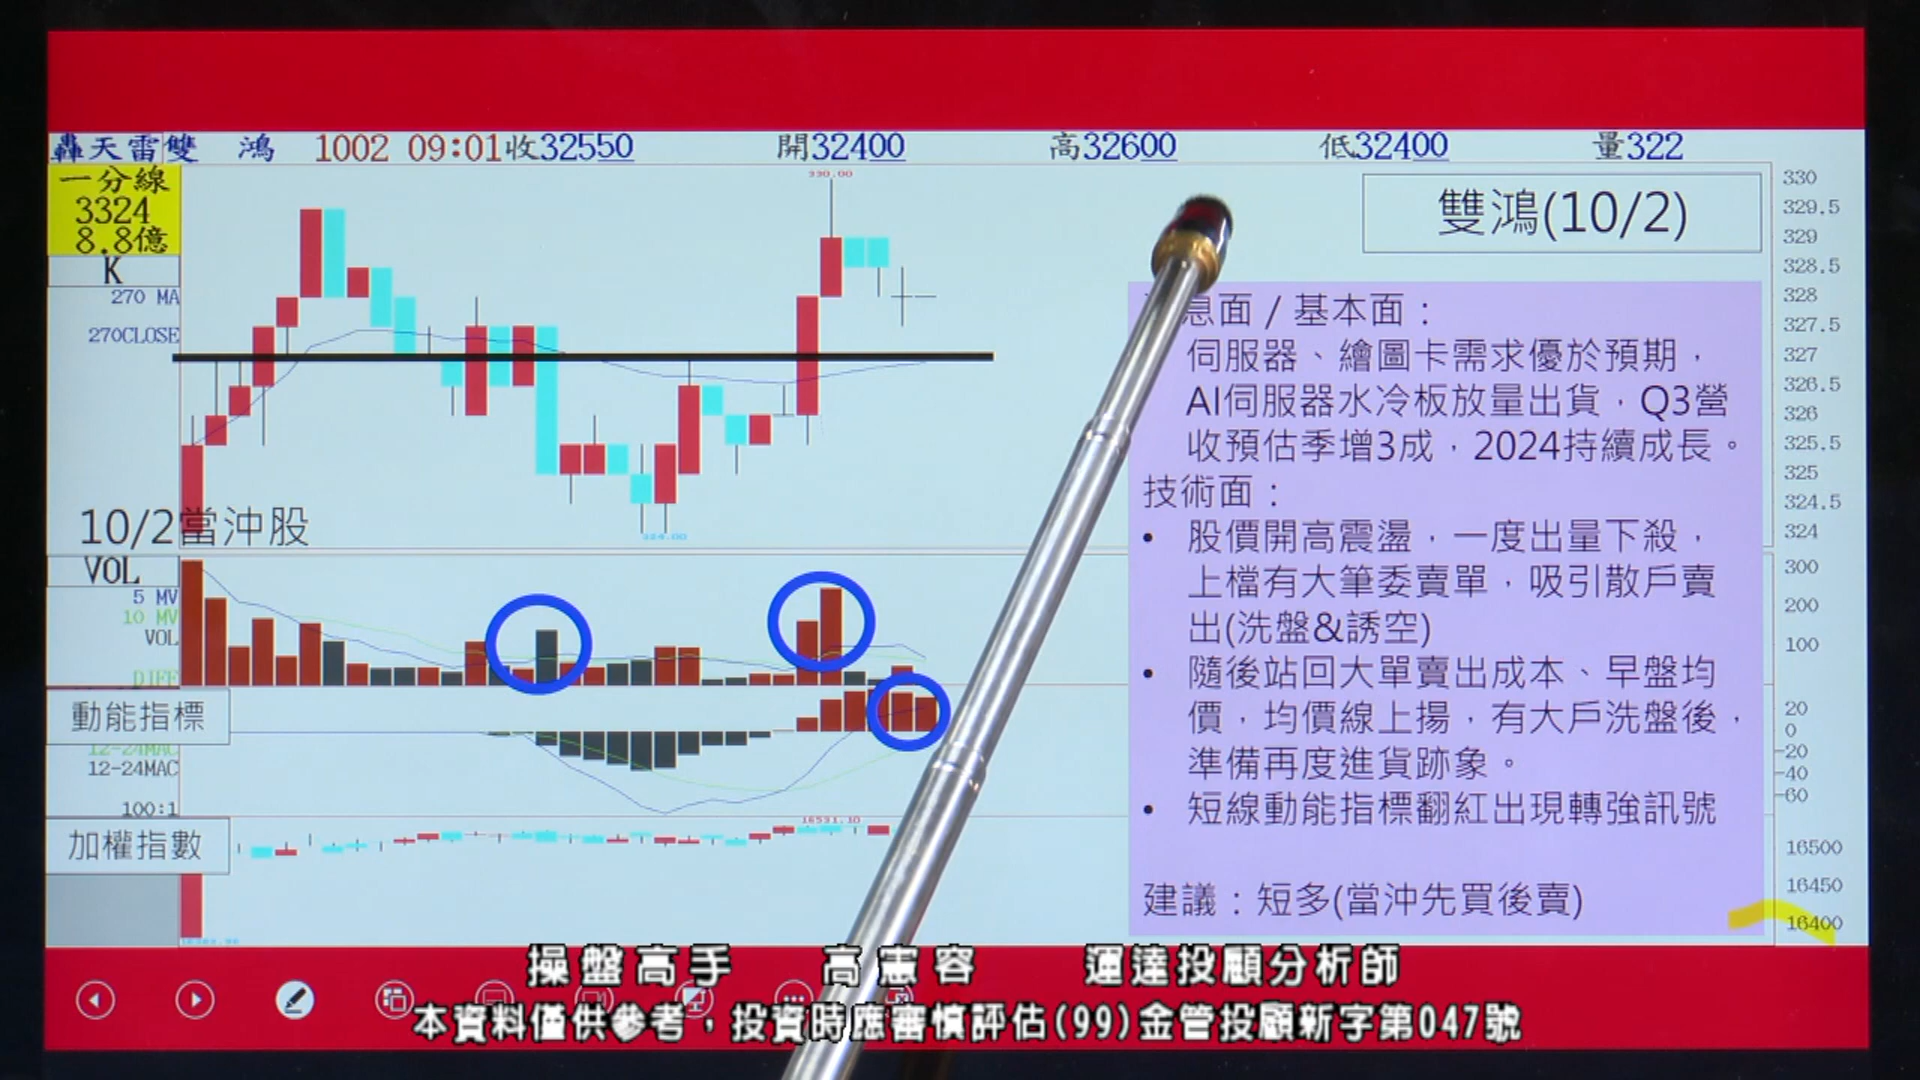 轟天雷雙 鴻 1002 09:01收32550 開32400 高32600 低32400 量322
一分線
3324
8.8億
K
270 MA
270CLOSE
10/2當沖股
330.00
324.00
330
329.5
329
328.5
328
327.5
327
326.5
326
325.5
325
324.5
324
雙鴻(10/2)
息面 / 基本面：
伺服器、繪圖卡需求優於預期，
AI伺服器水冷板放量出貨，Q3營
收預估季增3成，2024持續成長。
技術面：
• 股價開高震盪，一度出量下殺，
上檔有大筆委賣單，吸引散戶賣
出(洗盤&誘空)
• 隨後站回大單賣出成本、早盤均
價，均價線上揚，有大戶洗盤後，
準備再度進貨跡象。
• 短線動能指標翻紅出現轉強訊號
建議：短多(當沖先買後賣)
VOL
5 MV
10 MV
VOL
DIFF
300
200
100
動能指標
12-24MAC
12-24MAC
100:1
20
0
-20
-40
-60
加權指數
16531.10
16500
16450
16400
操盤高手 高憲容 運達投顧分析師
本資料僅供參考，投資時應審慎評估(99)金管投顧新字第047號